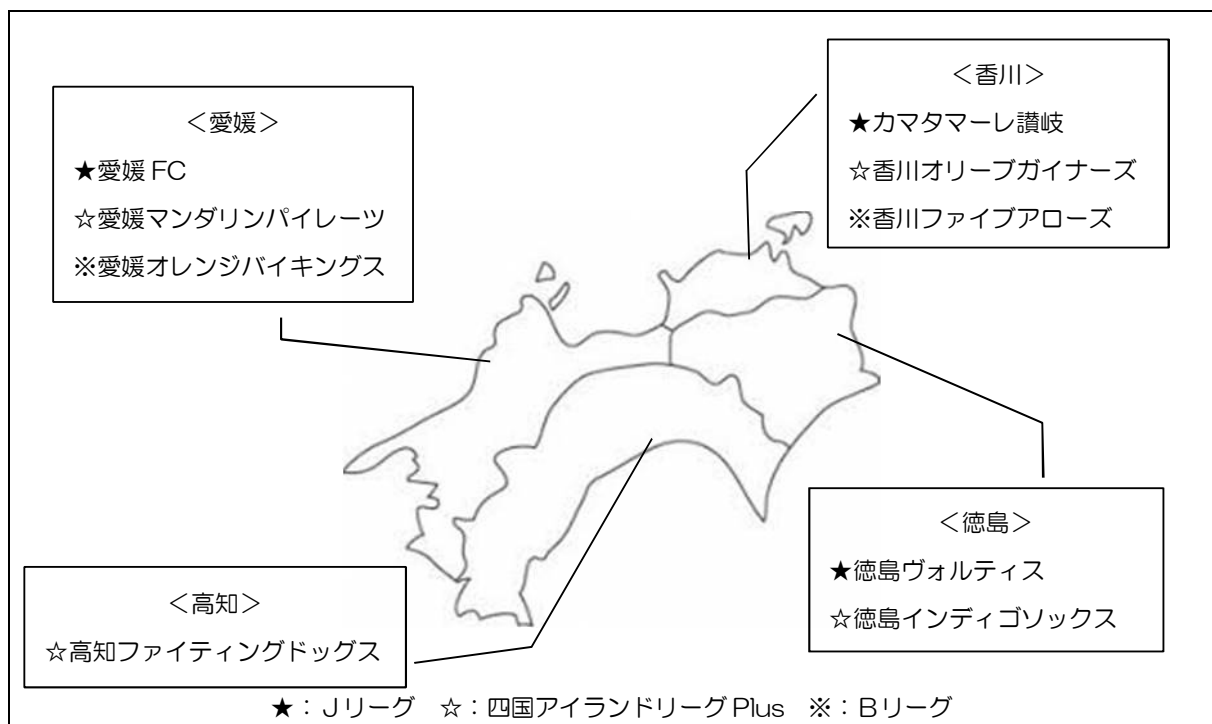 ＜愛媛＞
★愛媛 FC
☆愛媛マンダリンパイレーツ
※愛媛オレンジバイキングス
＜香川＞
★カマタマーレ讃岐
☆香川オリーブガイナーズ
※香川ファイブアローズ
＜高知＞
☆高知ファイティングドッグス
＜徳島＞
★徳島ヴォルティス
☆徳島インディゴソックス
★：Jリーグ　☆：四国アイランドリーグ Plus　※：Bリーグ